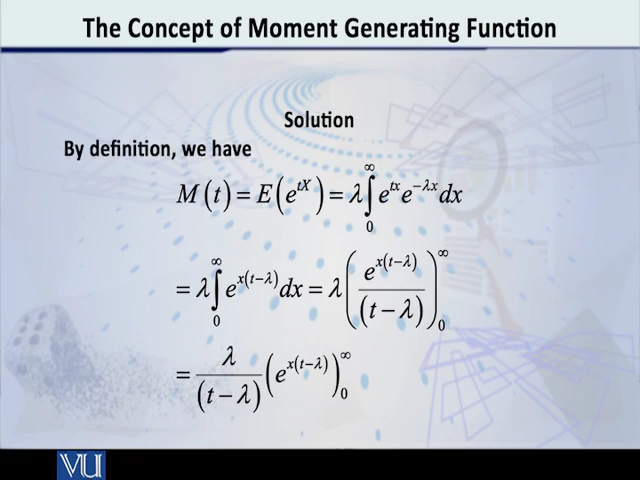 The Concept of Moment Generating Function
Solution
By definition, we have
M(t) = E(e^{tX}) = λ∫_0^∞ e^{tx} e^{−λx} dx
= λ∫_0^∞ e^{x(t−λ)} dx = λ(e^{x(t−λ)}/(t−λ))_0^∞
= λ/(t−λ) (e^{x(t−λ)})_0^∞
VU